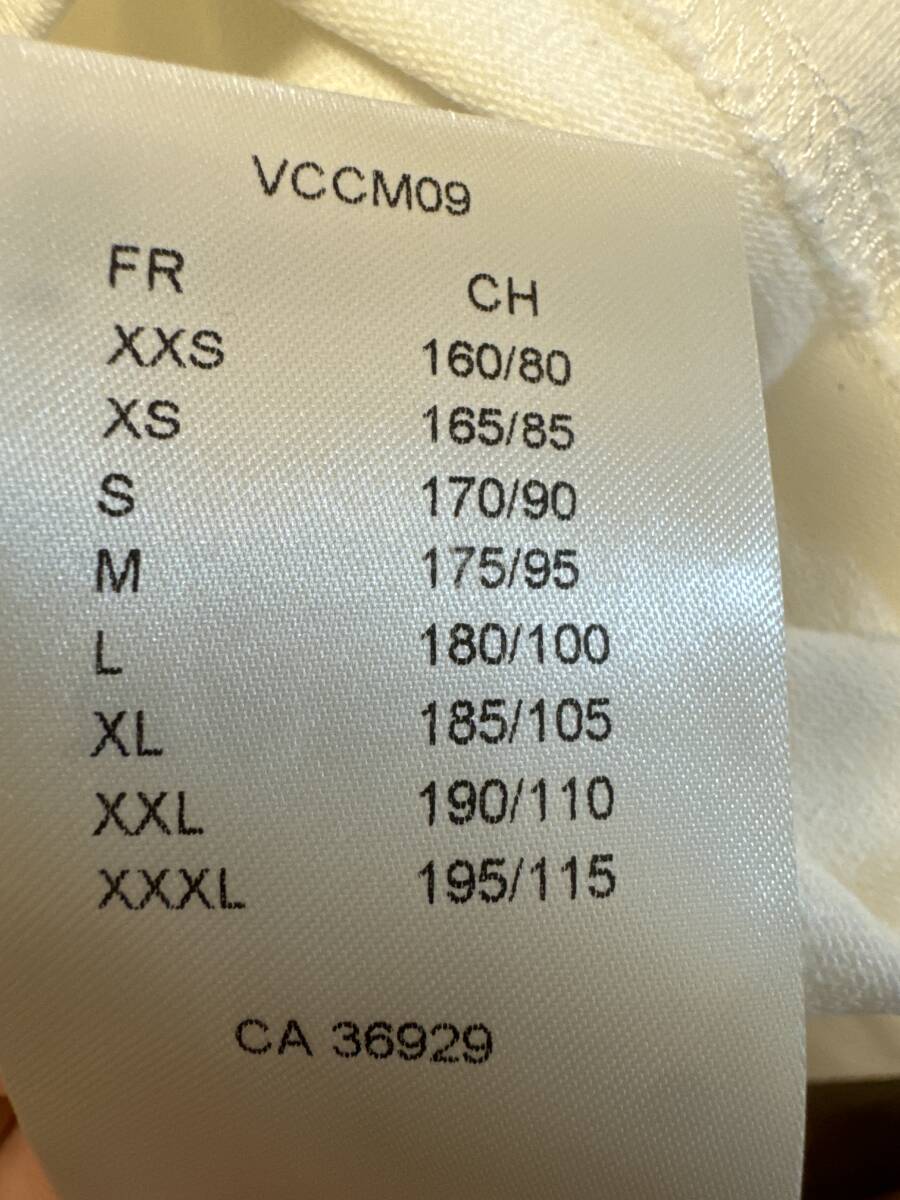 VCCM09
FR CH
XXS 160/80
XS 165/85
S 170/90
M 175/95
L 180/100
XL 185/105
XXL 190/110
XXXL 195/115
CA 36929